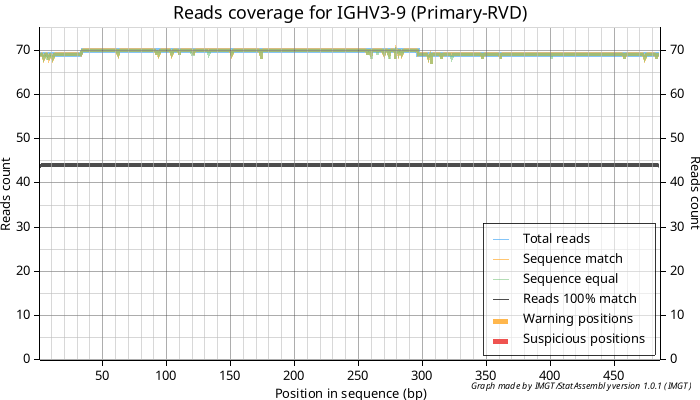 Reads coverage for IGHV3-9 (Primary-RVD)
70
60
50
40
30
20
10
0
Reads count
70
60
50
40
30
20
10
0
Reads count
Total reads
Sequence match
Sequence equal
Reads 100% match
Warning positions
Suspicious positions
50 100 150 200 250 300 350 400 450
Position in sequence (bp)
Graph made by IMGT/StatAssembly version 1.0.1 (IMGT)